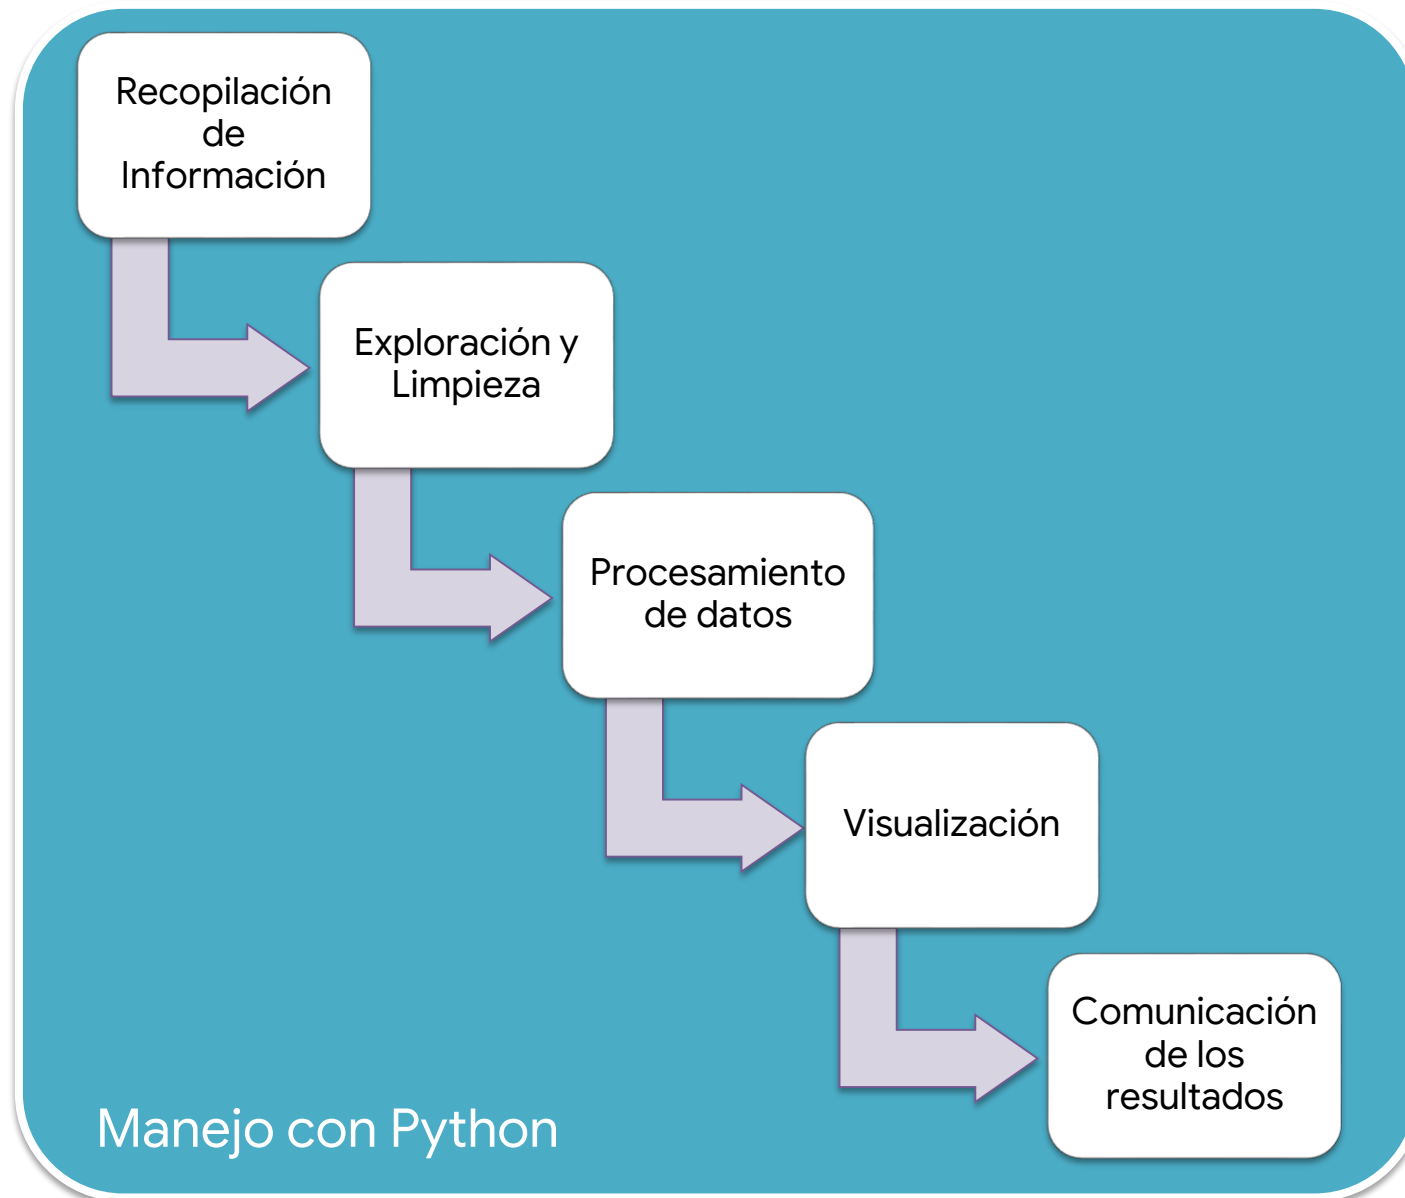 Recopilación
de
Información
Exploración y
Limpieza
Procesamiento
de datos
Visualización
Comunicación
de los
resultados
Manejo con Python